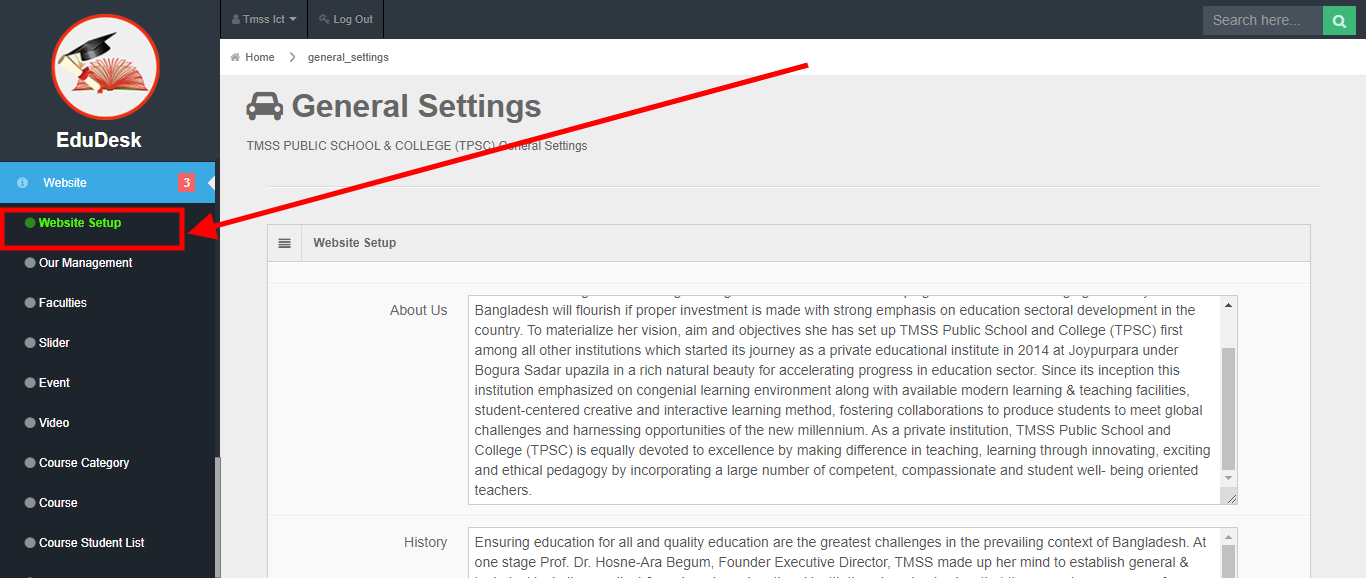 Tmss Ict
Log Out
Search here...
Home
general_settings
EduDesk
General Settings
TMSS PUBLIC SCHOOL & COLLEGE (TPSC) General Settings
Website
3
Website Setup
Our Management
Faculties
Slider
Event
Video
Course Category
Course
Course Student List
Website Setup
About Us
Bangladesh will flourish if proper investment is made with strong emphasis on education sectoral development in the
country. To materialize her vision, aim and objectives she has set up TMSS Public School and College (TPSC) first
among all other institutions which started its journey as a private educational institute in 2014 at Joypurpara under
Bogura Sadar upazila in a rich natural beauty for accelerating progress in education sector. Since its inception this
institution emphasized on congenial learning environment along with available modern learning & teaching facilities,
student-centered creative and interactive learning method, fostering collaborations to produce students to meet global
challenges and harnessing opportunities of the new millennium. As a private institution, TMSS Public School and
College (TPSC) is equally devoted to excellence by making difference in teaching, learning through innovating, exciting
and ethical pedagogy by incorporating a large number of competent, compassionate and student well- being oriented
teachers.
History
Ensuring education for all and quality education are the greatest challenges in the prevailing context of Bangladesh. At
one stage Prof. Dr. Hosne-Ara Begum, Founder Executive Director, TMSS made up her mind to establish general &